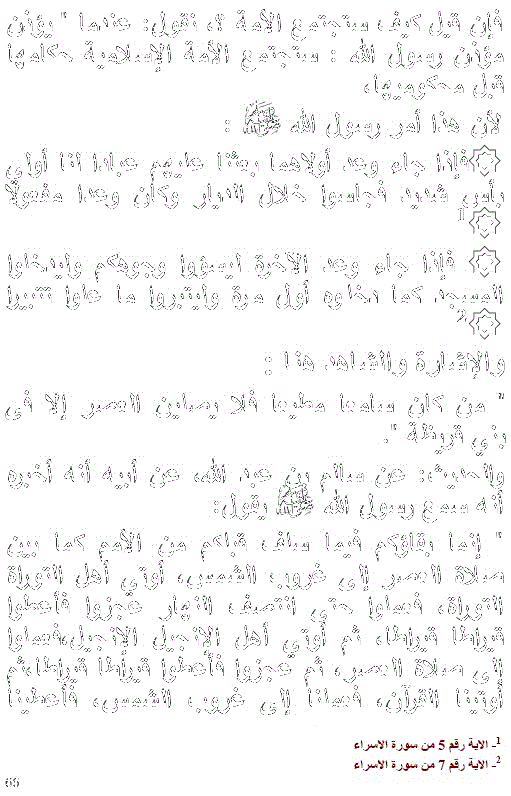 فإن قيل كيف ستجتمع الأمة ؟، نقول: عندما " يؤذن
مؤذن رسول الله : ستجتمع الأمة الإسلامية حكامها
قبل محكوميها،
لأن هذا أمر رسول الله ﷺ :
۞فإذا جاء وعد أولاهما بعثنا عليهم عبادا لنا أولي
بأس شديد فجاسوا خلال الديار وكان وعدا مفعولا
۞1
۞ فإذا جاء وعد الآخرة ليسؤوا وجوهكم وليدخلوا
المسجد كما دخلوه أول مرة وليتبروا ما علوا تتبيرا
۞2
والإشارة والشاهد هنا :
" من كان سامعا مطيعا فلا يصلين العصر إلا في
بني قريظة ".
والحديث: عن سالم بن عبد الله، عن أبيه أنه أخبره
أنه سمع رسول الله ﷺ يقول:
" إنما بقاؤكم فيما سلف قبلكم من الأمم كما بين
صلاة العصر إلى غروب الشمس، أوتي أهل التوراة
التوراة، فعملوا حتى انتصف النهار عجزوا فأعطوا
قيراطا قيراطا، ثم أوتي أهل الإنجيل الإنجيل،فعملوا
إلى صلاة العصر، ثم عجزوا فأعطوا قيراطا قيراطا،ثم
أوتينا القرآن، فعملنا إلى غروب الشمس، فأعطينا
1ـ الاية رقم 5 من سورة الاسراء
2ـ الاية رقم 7 من سورة الاسراء
66